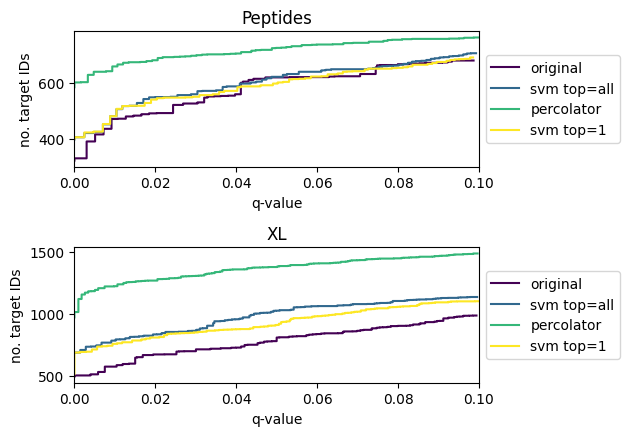 Peptides
no. target IDs
600
400
0.00 0.02 0.04 0.06 0.08 0.10
q-value
original
svm top=all
percolator
svm top=1
XL
no. target IDs
1500
1000
500
0.00 0.02 0.04 0.06 0.08 0.10
q-value
original
svm top=all
percolator
svm top=1